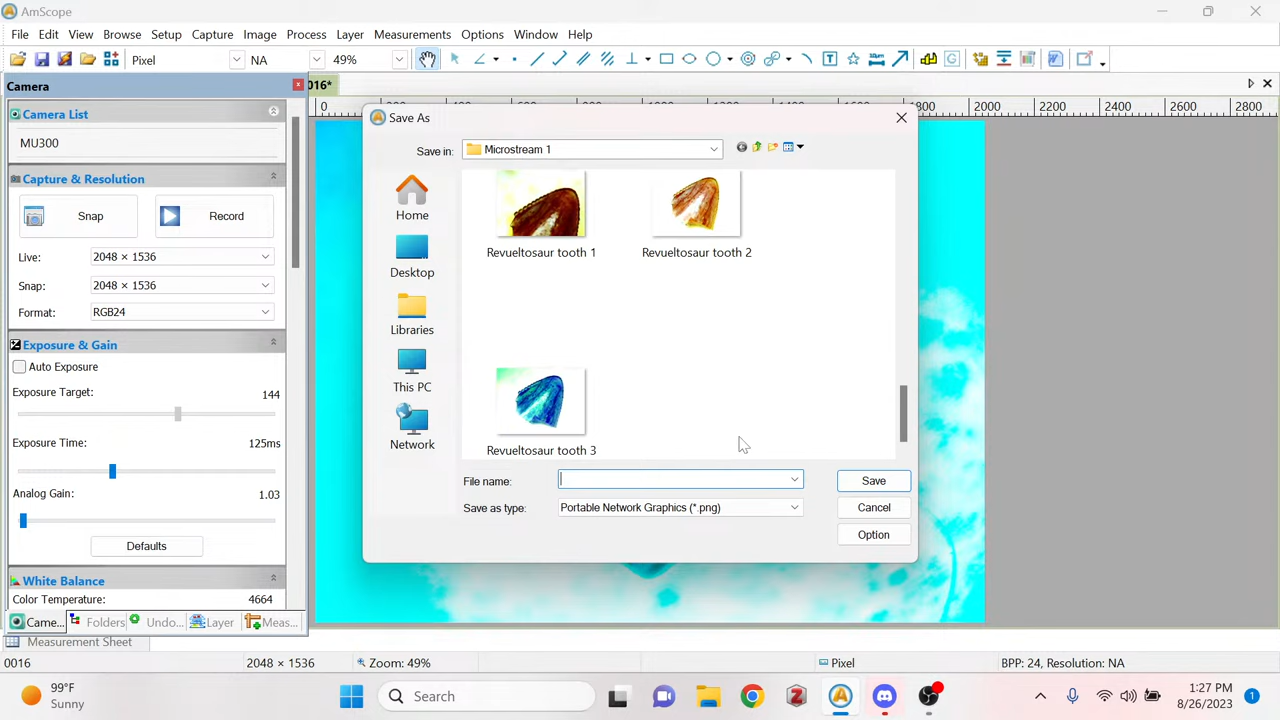 AmScope
File Edit View Browse Setup Capture Image Process Layer Measurements Options Window Help
Pixel NA 49%
Camera
016*
Camera List
MU300
Capture & Resolution
Snap Record
Live: 2048 × 1536
Snap: 2048 × 1536
Format: RGB24
Exposure & Gain
Auto Exposure
Exposure Target: 144
Exposure Time: 125ms
Analog Gain: 1.03
Defaults
White Balance
Color Temperature: 4664
Came... Folders Undo... Layer Meas...
Measurement Sheet
0 800 2000 2200 2400 2600 2800
Save As
Save in: Microstream 1
Home
Desktop
Libraries
This PC
Network
Revueltosaur tooth 1 Revueltosaur tooth 2
Revueltosaur tooth 3
File name:
Save as type: Portable Network Graphics (*.png)
Save
Cancel
Option
0016 2048 × 1536 Zoom: 49% Pixel BPP: 24, Resolution: NA
99°F
Sunny
Search
1:27 PM
8/26/2023
1